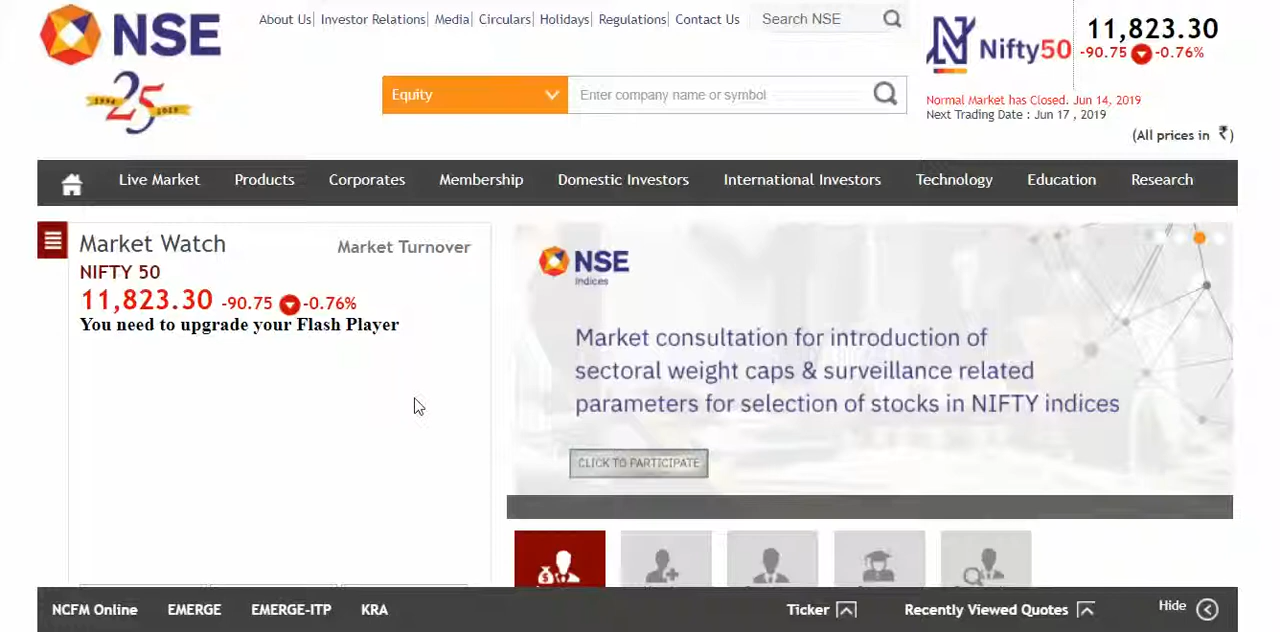 NSE
1994 25 2019
About Us| Investor Relations| Media| Circulars| Holidays| Regulations| Contact Us
Search NSE
Equity
Enter company name or symbol
Nifty50
11,823.30
-90.75 -0.76%
Normal Market has Closed. Jun 14, 2019
Next Trading Date : Jun 17 , 2019
(All prices in ₹)
Live Market Products Corporates Membership Domestic Investors International Investors Technology Education Research
Market Watch Market Turnover
NIFTY 50
11,823.30 -90.75 -0.76%
You need to upgrade your Flash Player
NSE
Indices
Market consultation for introduction of
sectoral weight caps & surveillance related
parameters for selection of stocks in NIFTY indices
CLICK TO PARTICIPATE
NCFM Online EMERGE EMERGE-ITP KRA Ticker Recently Viewed Quotes Hide